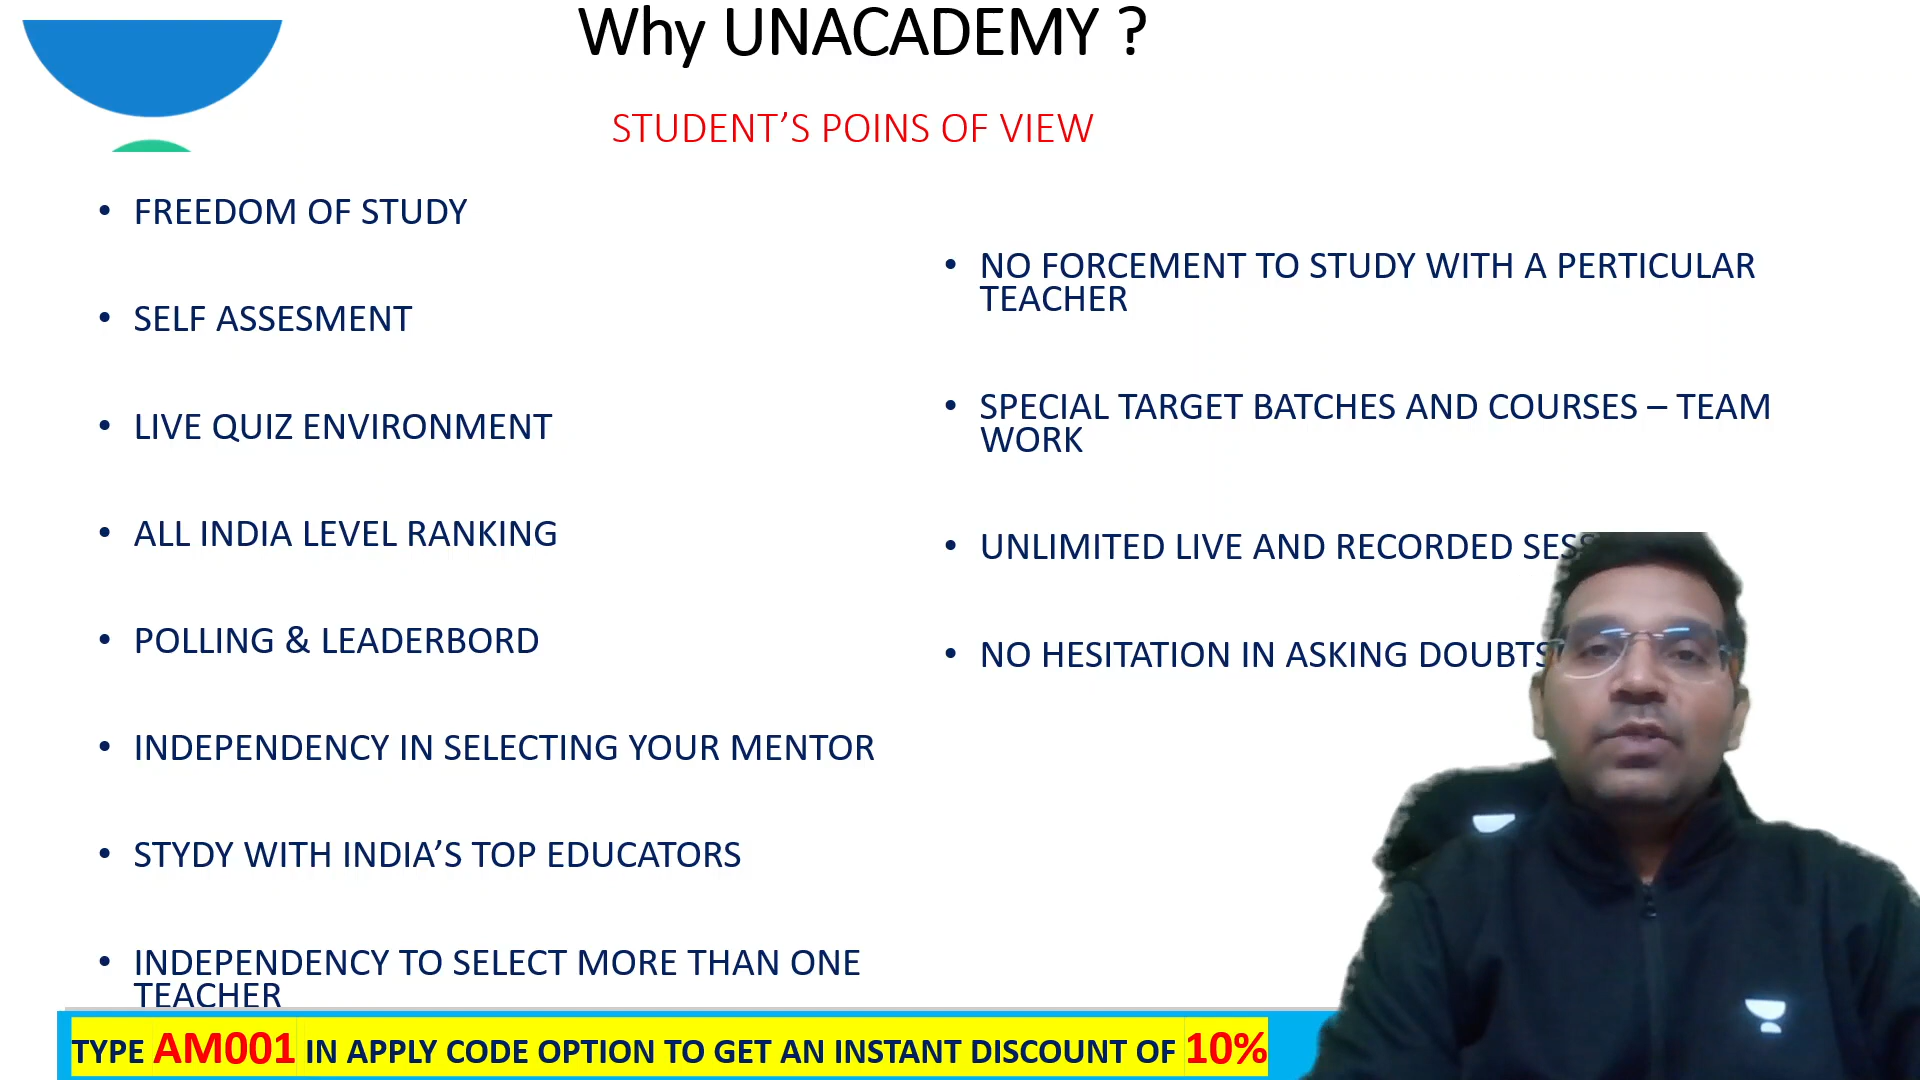 Why UNACADEMY ?
STUDENT’S POINS OF VIEW
• FREEDOM OF STUDY
• SELF ASSESMENT
• LIVE QUIZ ENVIRONMENT
• ALL INDIA LEVEL RANKING
• POLLING & LEADERBORD
• INDEPENDENCY IN SELECTING YOUR MENTOR
• STYDY WITH INDIA’S TOP EDUCATORS
• INDEPENDENCY TO SELECT MORE THAN ONE
TEACHER
• NO FORCEMENT TO STUDY WITH A PERTICULAR
TEACHER
• SPECIAL TARGET BATCHES AND COURSES – TEAM
WORK
• UNLIMITED LIVE AND RECORDED
• NO HESITATION IN ASKING DOUBTS
TYPE AM001 IN APPLY CODE OPTION TO GET AN INSTANT DISCOUNT OF 10%